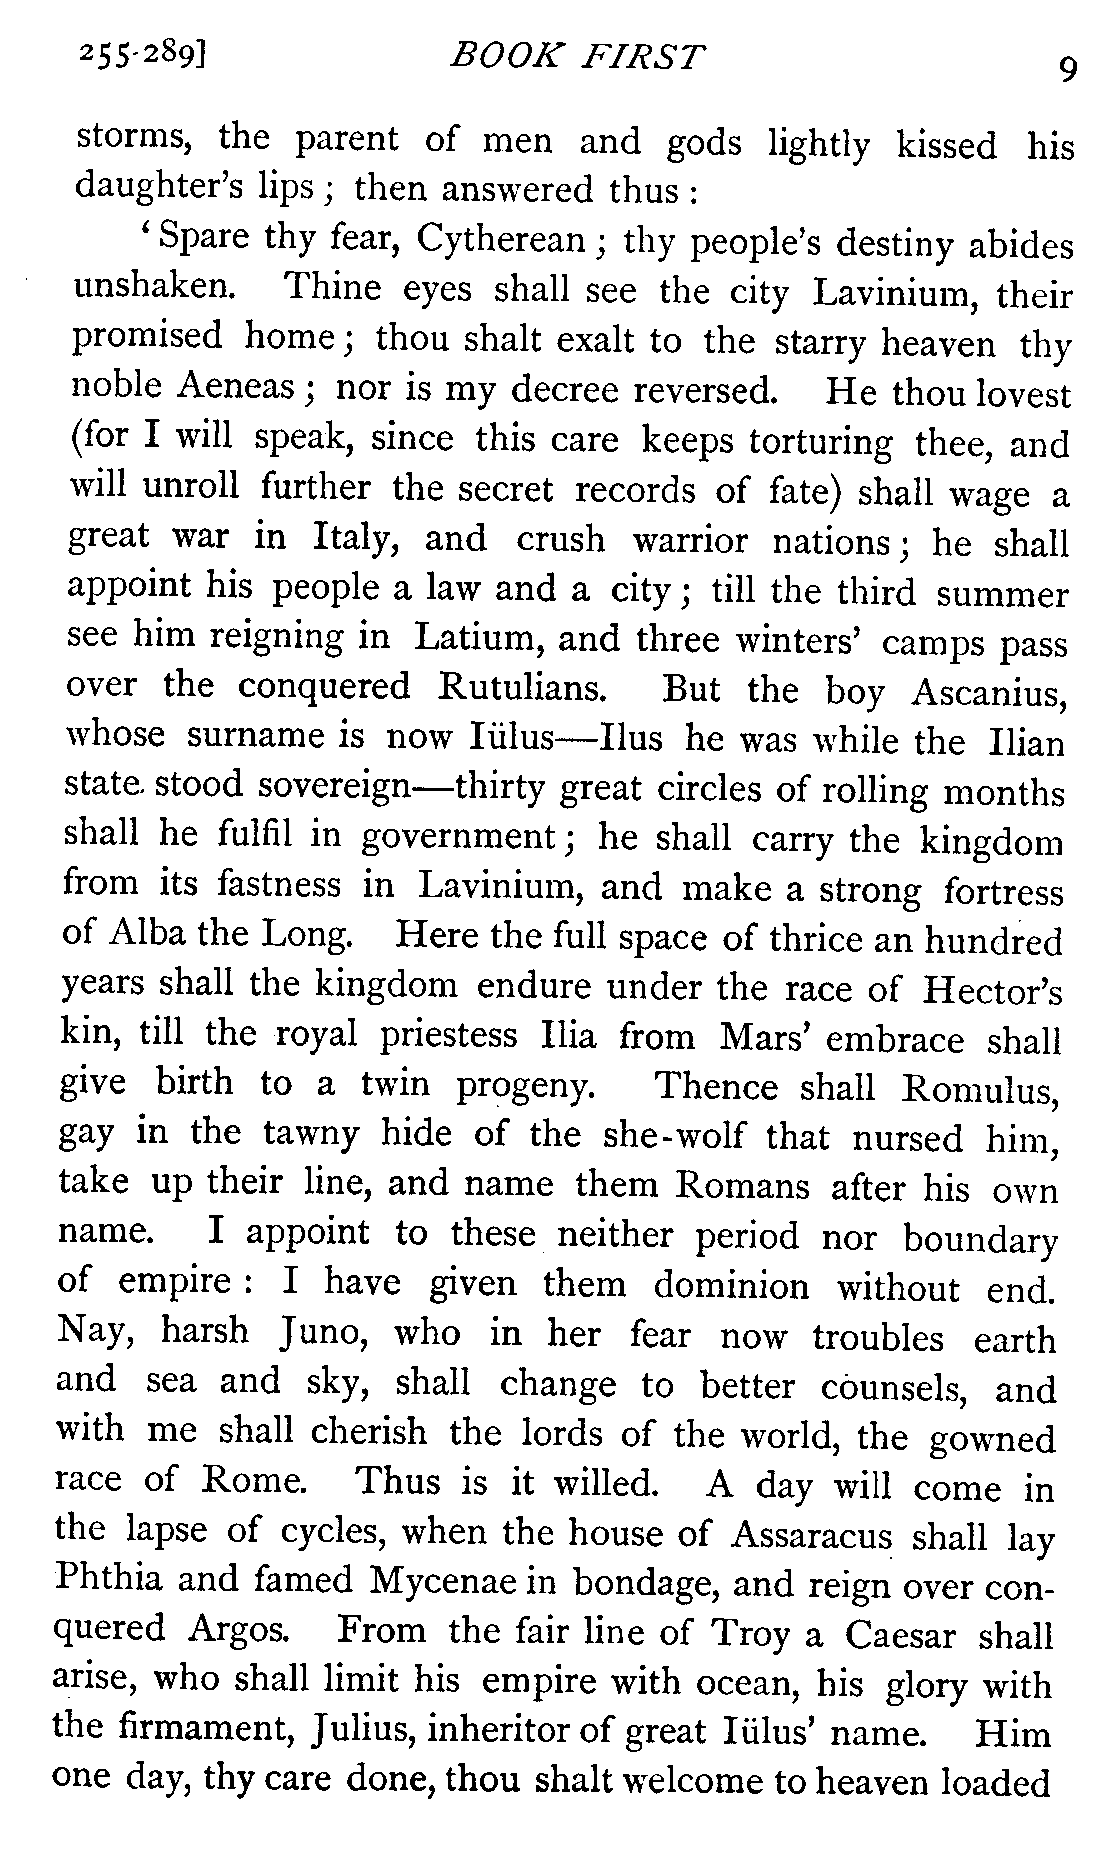 255-289] BOOK FIRST 9
storms, the parent of men and gods lightly kissed his
daughter's lips ; then answered thus :
‘ Spare thy fear, Cytherean ; thy people's destiny abides
unshaken. Thine eyes shall see the city Lavinium, their
promised home ; thou shalt exalt to the starry heaven thy
noble Aeneas ; nor is my decree reversed. He thou lovest
(for I will speak, since this care keeps torturing thee, and
will unroll further the secret records of fate) shall wage a
great war in Italy, and crush warrior nations ; he shall
appoint his people a law and a city ; till the third summer
see him reigning in Latium, and three winters' camps pass
over the conquered Rutulians. But the boy Ascanius,
whose surname is now Iülus—Ilus he was while the Ilian
state stood sovereign—thirty great circles of rolling months
shall he fulfil in government ; he shall carry the kingdom
from its fastness in Lavinium, and make a strong fortress
of Alba the Long. Here the full space of thrice an hundred
years shall the kingdom endure under the race of Hector's
kin, till the royal priestess Ilia from Mars' embrace shall
give birth to a twin progeny. Thence shall Romulus,
gay in the tawny hide of the she-wolf that nursed him,
take up their line, and name them Romans after his own
name. I appoint to these neither period nor boundary
of empire : I have given them dominion without end.
Nay, harsh Juno, who in her fear now troubles earth
and sea and sky, shall change to better counsels, and
with me shall cherish the lords of the world, the gowned
race of Rome. Thus is it willed. A day will come in
the lapse of cycles, when the house of Assaracus shall lay
Phthia and famed Mycenae in bondage, and reign over con-
quered Argos. From the fair line of Troy a Caesar shall
arise, who shall limit his empire with ocean, his glory with
the firmament, Julius, inheritor of great Iülus' name. Him
one day, thy care done, thou shalt welcome to heaven loaded